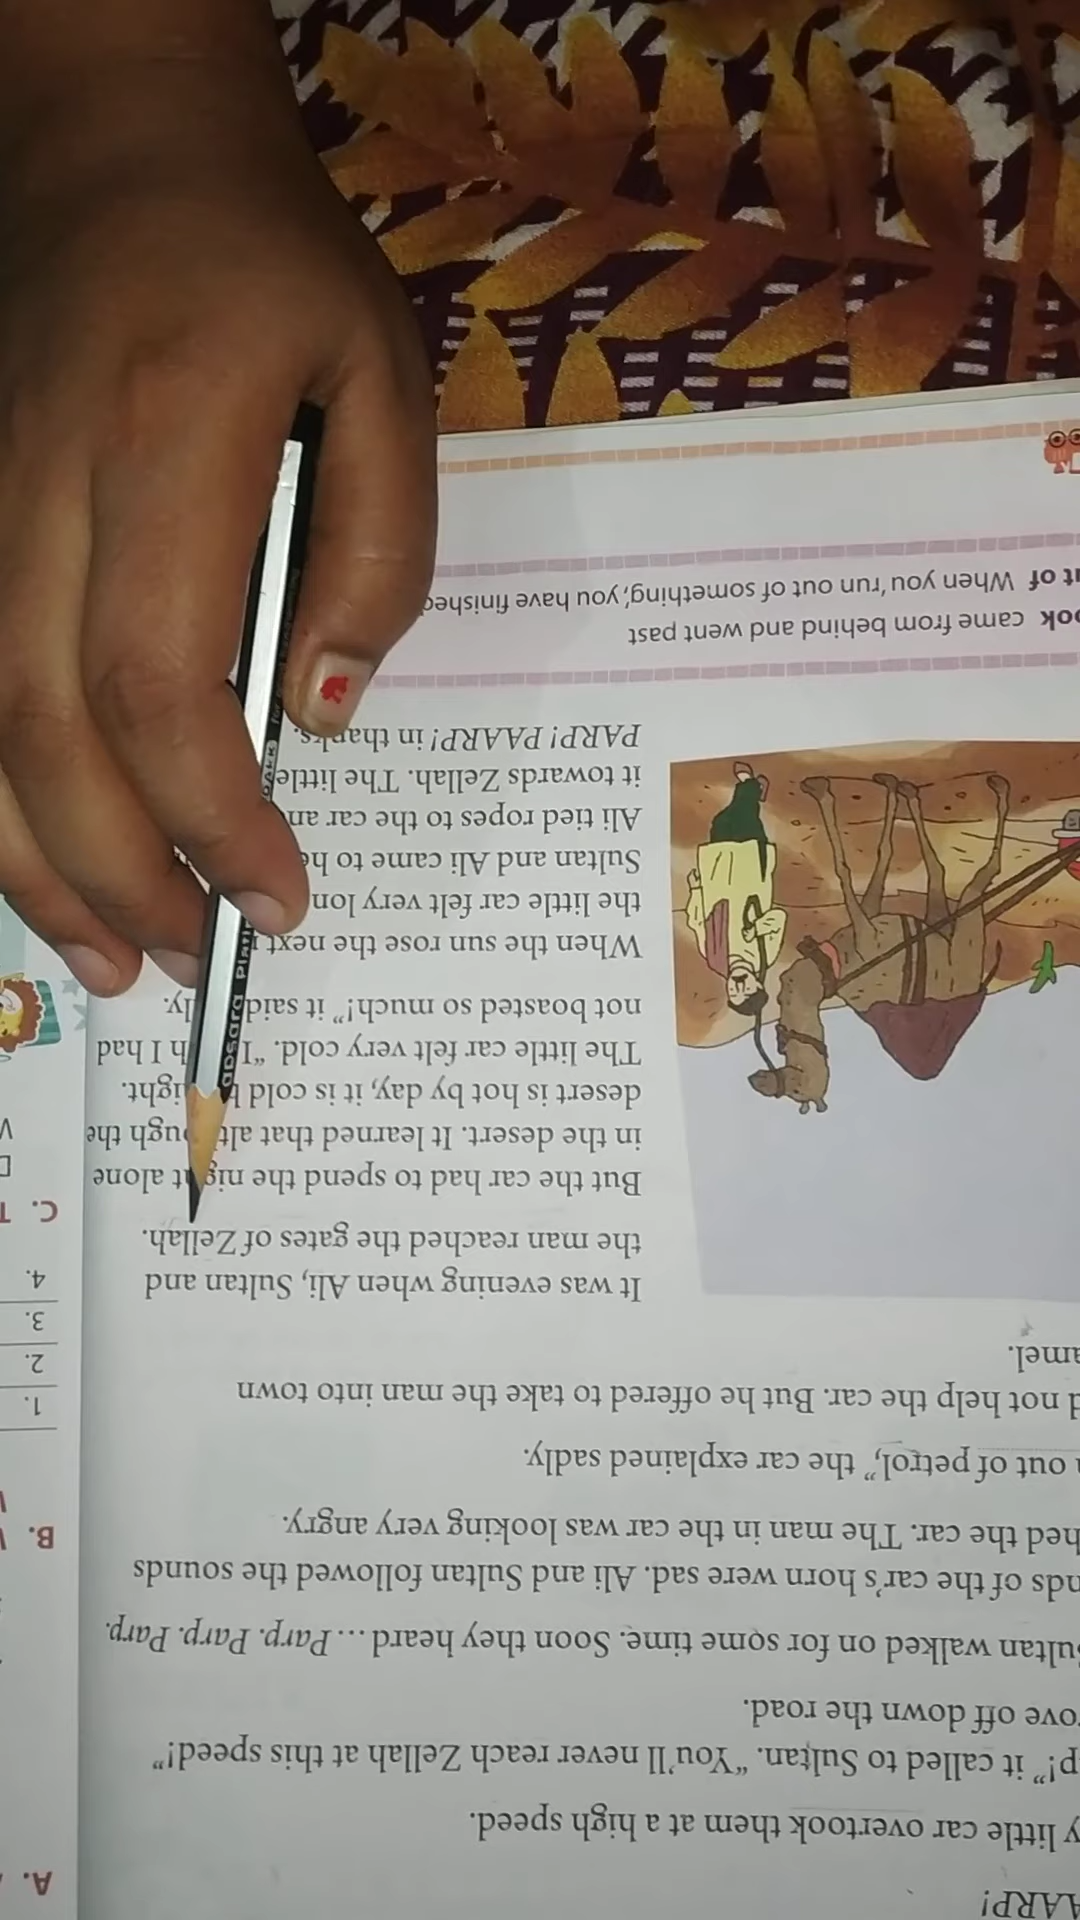 AARP!
y little car overtook them at a high speed.
p!” it called to Sultan. “You’ll never reach Zellah at this speed!”
ove off down the road.
ultan walked on for some time. Soon they heard ... Parp. Parp. Parp.
nds of the car’s horn were sad. Ali and Sultan followed the sounds
hed the car. The man in the car was looking very angry.
out of petrol,” the car explained sadly.
d not help the car. But he offered to take the man into town
amel.
It was evening when Ali, Sultan and
the man reached the gates of Zellah.
But the car had to spend the night alone
in the desert. It learned that although the
desert is hot by day, it is cold ight.
The little car felt very cold. “I h I had
not boasted so much!” it said ly.
When the sun rose the next
the little car felt very lon
Sultan and Ali came to he
Ali tied ropes to the car an
it towards Zellah. The little
PARP! PAARP! in thanks.
ook came from behind and went past
ut of When you ‘run out of something’, you have finished
A.
B.
1.
2.
3.
4.
C. T
apsara Plati